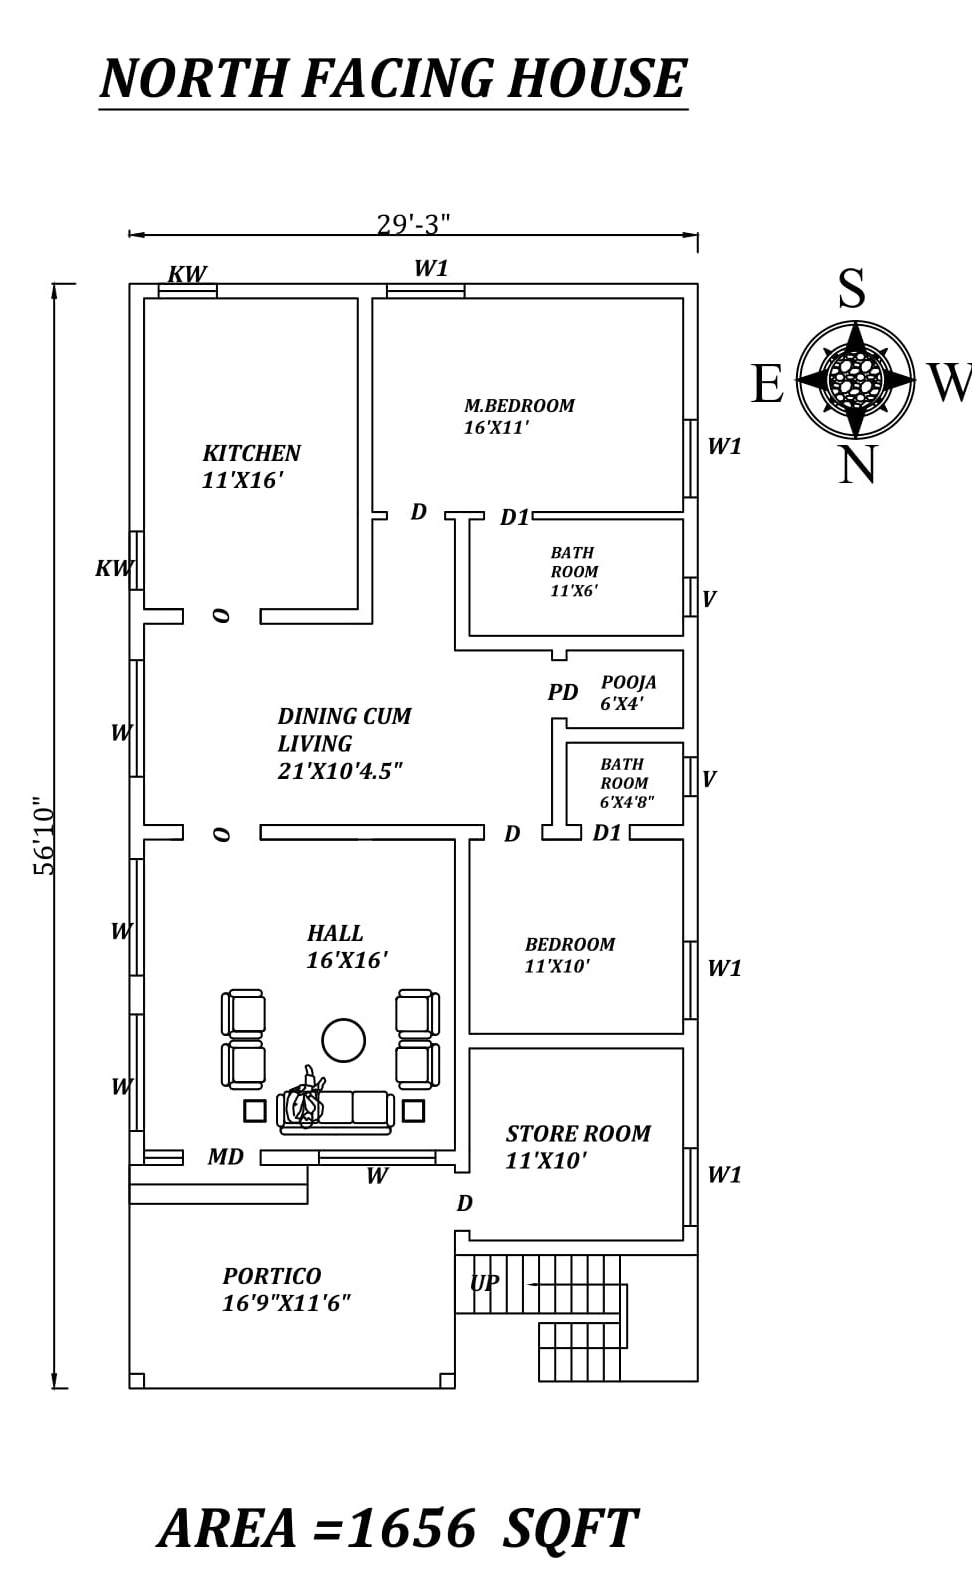 NORTH FACING HOUSE
29'-3"
KW
W1
S
E
W
N
M.BEDROOM
16'X11'
W1
KITCHEN
11'X16'
D
D1
BATH
ROOM
11'X6'
KW
V
O
POOJA
6'X4'
PD
DINING CUM
LIVING
21'X10'4.5"
W
BATH
ROOM
6'X4'8"
V
O
D
D1
56'10"
HALL
16'X16'
W
BEDROOM
11'X10'
W1
W
STORE ROOM
11'X10'
MD
W
W1
D
PORTICO
16'9"X11'6"
UP
AREA =1656 SQFT